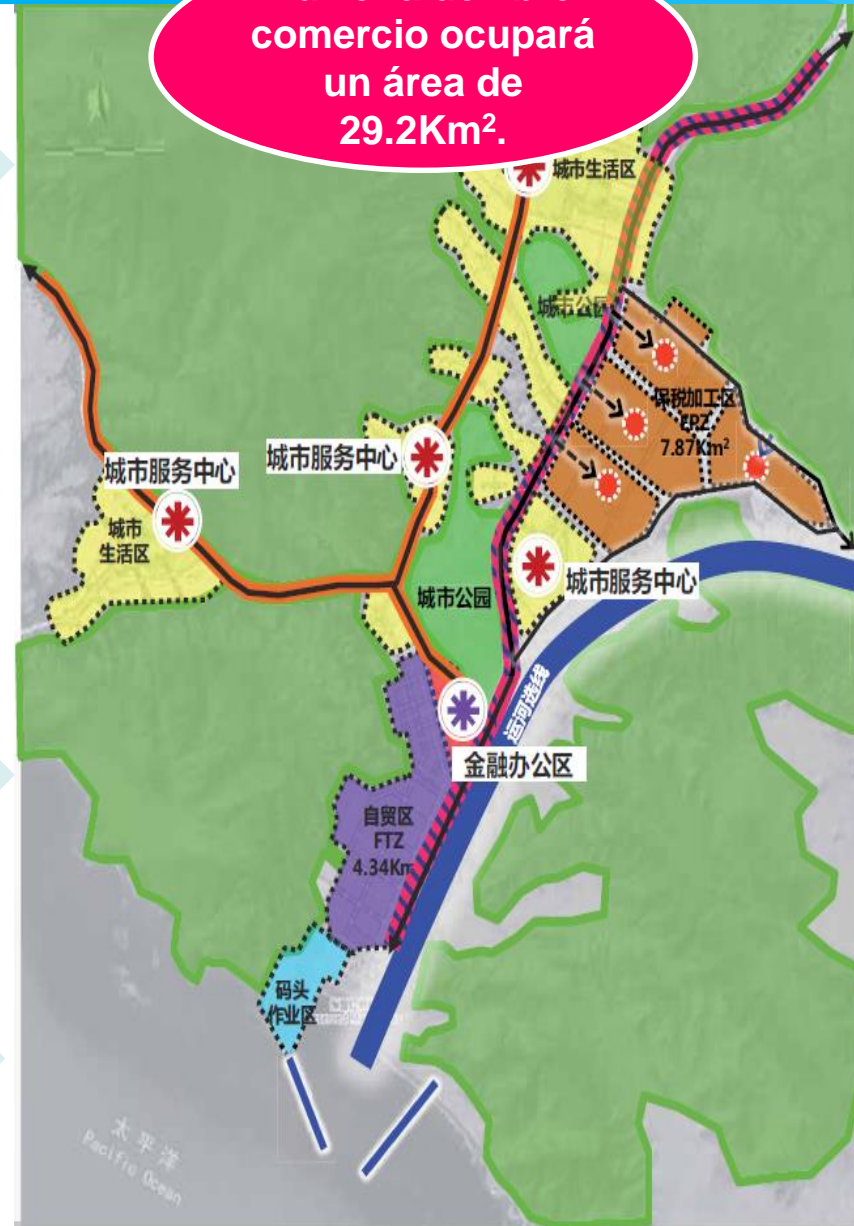 comercio ocupará
un área de
29.2Km².
城市生活区
城市公园
保税加工区
EPZ
7.87Km²
城市服务中心
城市服务中心
城市
生活区
城市公园
城市服务中心
运河选线
金融办公区
自贸区
FTZ
4.34Km
码头
作业区
太平洋
Pacific Ocean